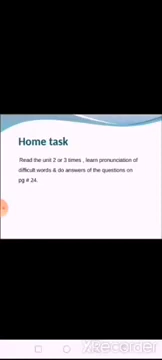 Home task
Read the unit 2 or 3 times , learn pronunciation of
difficult words & do answers of the questions on
pg # 24.